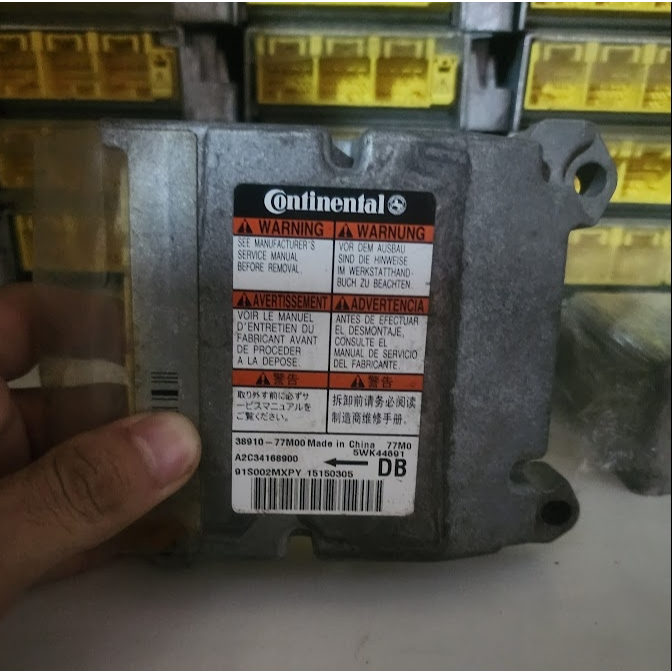 Continental
WARNING
SEE MANUFACTURER'S
SERVICE MANUAL
BEFORE REMOVAL.
WARNUNG
VOR DEM AUSBAU
SIND DIE HINWEISE
IM WERKSTATTHAND-
BUCH ZU BEACHTEN.
AVERTISSEMENT
VOIR LE MANUEL
D'ENTRETIEN DU
FABRICANT AVANT
DE PROCEDER
A LA DEPOSE.
ADVERTENCIA
ANTES DE EFECTUAR
EL DESMONTAJE,
CONSULTE EL
MANUAL DE SERVICIO
DEL FABRICANTE.
警告
取り外す前に必ずサ
ービスマニュアルを
ご覧ください。
警告
拆卸前请务必阅读
制造商维修手册.
38910-77M00 Made in China 77M0
5WK44691
A2C34168900
DB
91S002MXPY 15150305